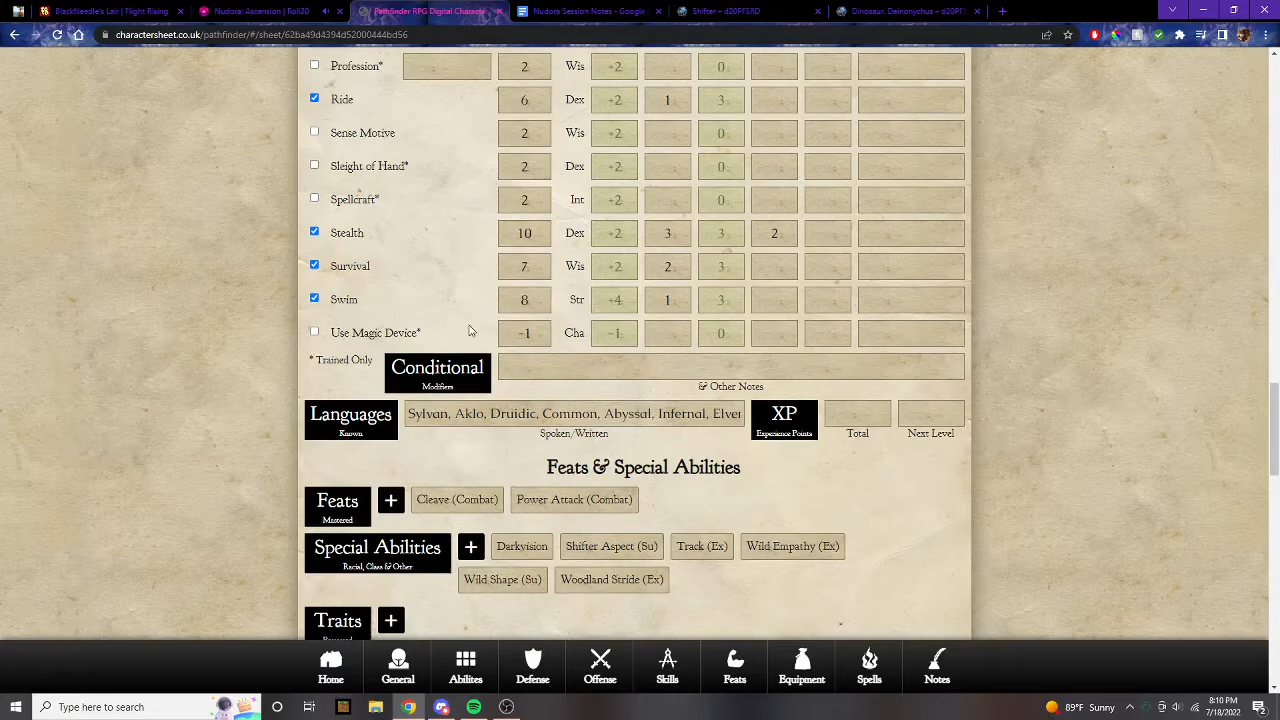 BlackNeedle's Lair | Flight Rising
Nudora: Ascension | Roll20
Pathfinder RPG Digital Charact
Nudora Session Notes - Google
Shifter – d20PFSRD
Dinosaur, Deinonychus – d20PF
charactersheet.co.uk/pathfinder/#/sheet/62ba49d4394d52000444bd56
Profession* 2 Wis +2 0
Ride 6 Dex +2 1 3
Sense Motive 2 Wis +2 0
Sleight of Hand* 2 Dex +2 0
Spellcraft* 2 Int +2 0
Stealth 10 Dex +2 3 3 2
Survival 7 Wis +2 2 3
Swim 8 Str +4 1 3
Use Magic Device* -1 Cha -1 0
* Trained Only
Conditional
Modifiers
& Other Notes
Languages
Known
Sylvan, Aklo, Druidic, Common, Abyssal, Infernal, Elve
Spoken/Written
XP
Experience Points
Total
Next Level
Feats & Special Abilities
Feats
Mastered
+ Cleave (Combat) Power Attack (Combat)
Special Abilities
Racial, Class & Other
+ Darkvision Shifter Aspect (Su) Track (Ex) Wild Empathy (Ex)
Wild Shape (Su) Woodland Stride (Ex)
Traits
+
Home General Abilites Defense Offense Skills Feats Equipment Spells Notes
Type here to search
89°F Sunny
8:10 PM
7/18/2022